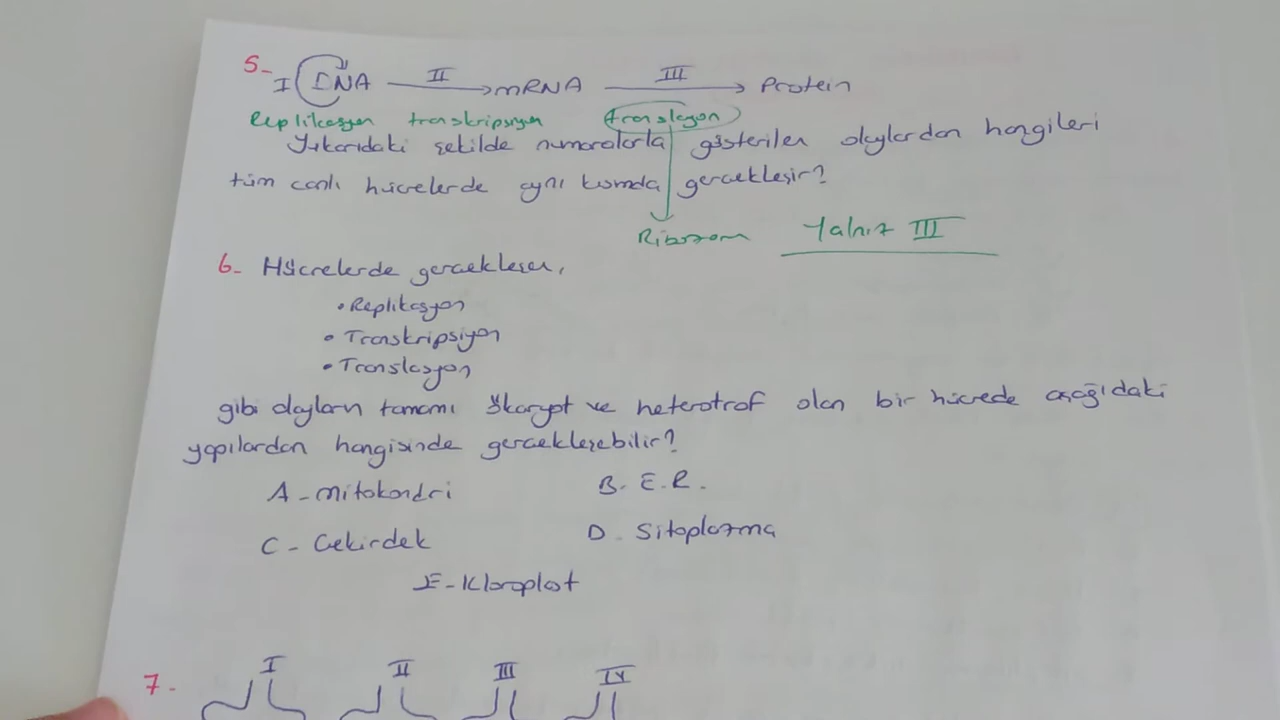 5- I DNA II mRNA III Protein
Replikasyon transkripsiyon translasyon
Yukarıdaki şekilde numaralarla gösterilen olaylardan hangileri
tüm canlı hücrelerde aynı kısımda gerçekleşir?
Ribozom Yalnız III
6- Hücrelerde gerçekleşen,
• Replikasyon
• Transkripsiyon
• Translasyon
gibi olayların tamamı ökaryot ve heterotrof olan bir hücrede aşağıdaki
yapılardan hangisinde gerçekleşebilir?
A - Mitokondri B. E.R.
C - Çekirdek D. Sitoplazma
E - Kloroplast
7- I II III IV